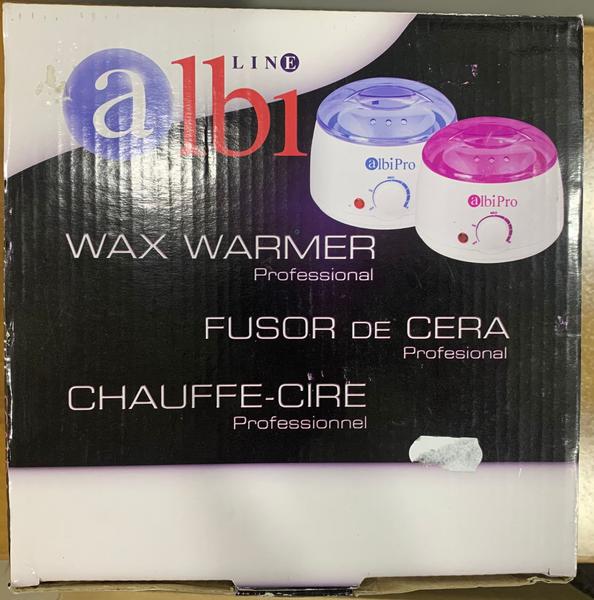 albi LINE
albiPro
albiPro
WAX WARMER
Professional
FUSOR DE CERA
Profesional
CHAUFFE-CIRE
Professionnel